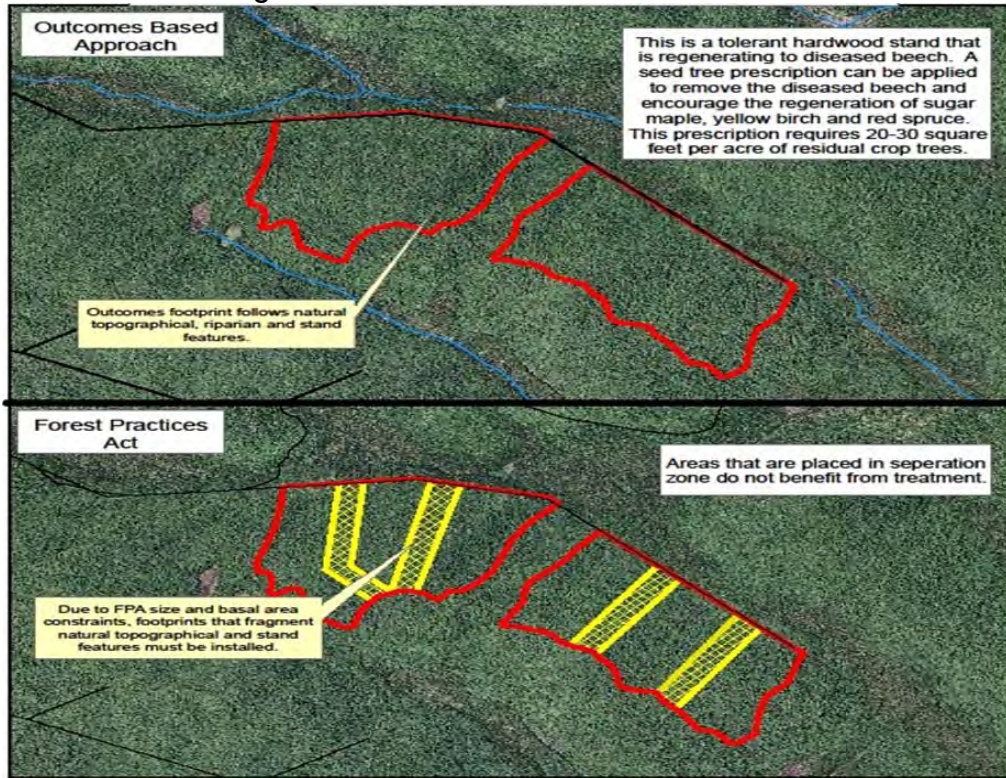 Outcomes Based
Approach
This is a tolerant hardwood stand that
is regenerating to diseased beech. A
seed tree prescription can be applied
to remove the diseased beech and
encourage the regeneration of sugar
maple, yellow birch and red spruce.
This prescription requires 20-30 square
feet per acre of residual crop trees.
Outcomes footprint follows natural
topographical, riparian and stand
features.
Forest Practices
Act
Areas that are placed in seperation
zone do not benefit from treatment.
Due to FPA size and basal area
constraints, footprints that fragment
natural topographical and stand
features must be installed.